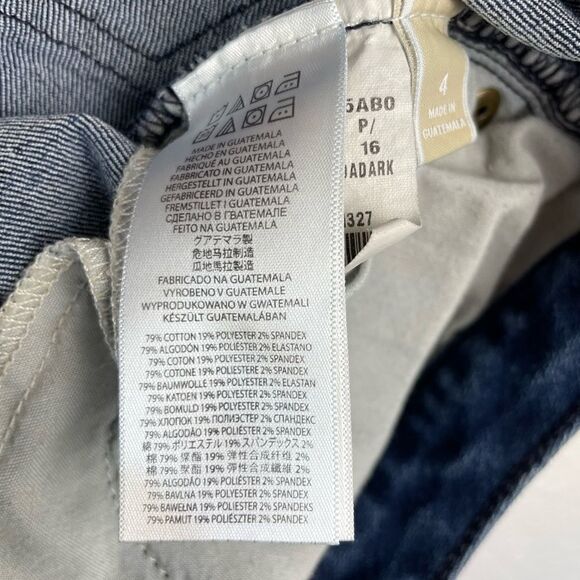 MADE IN GUATEMALA
HECHO EN GUATEMALA
FABRIQUÉ AU GUATEMALA
FABBRICATO IN GUATEMALA
HERGESTELLT IN GUATEMALA
GEFABRICEERD IN GUATEMALA
FREMSTILLET I GUATEMALA
СДЕЛАНО В ГВАТЕМАЛЕ
FEITO NA GUATEMALA
グアテマラ製
危地马拉制造
瓜地馬拉製造
FABRICADO NA GUATEMALA
VYROBENO V GUATEMALE
WYPRODUKOWANO W GWATEMALI
KÉSZÜLT GUATEMALÁBAN
79% COTTON 19% POLYESTER 2% SPANDEX
79% ALGODÓN 19% POLIÉSTER 2% ELASTANO
79% COTON 19% POLYESTER 2% SPANDEX
79% COTONE 19% POLIESTERE 2% SPANDEX
79% BAUMWOLLE 19% POLYESTER 2% ELASTAN
79% KATOEN 19% POLYESTER 2% SPANDEX
79% BOMULD 19% POLYESTER 2% SPANDEX
79% ХЛОПОК 19% ПОЛИЭСТЕР 2% СПАНДЕКС
79% ALGODÃO 19% POLIÉSTER 2% SPANDEX
綿 79% ポリエステル 19% スパンデックス 2%
棉 79% 聚酯 19% 弹性合成纤维 2%
棉 79% 聚酯 19% 彈性合成纖維 2%
79% ALGODÃO 19% POLIÉSTER 2% SPANDEX
79% BAVLNA 19% POLYESTER 2% SPANDEX
79% BAWEŁNA 19% POLIESTER 2% ELASTAN
79% PAMUT 19% POLIÉSZTER 2% SPANDEX
5ABO
P/
16
DADARK
327
4
MADE IN
GUATEMALA